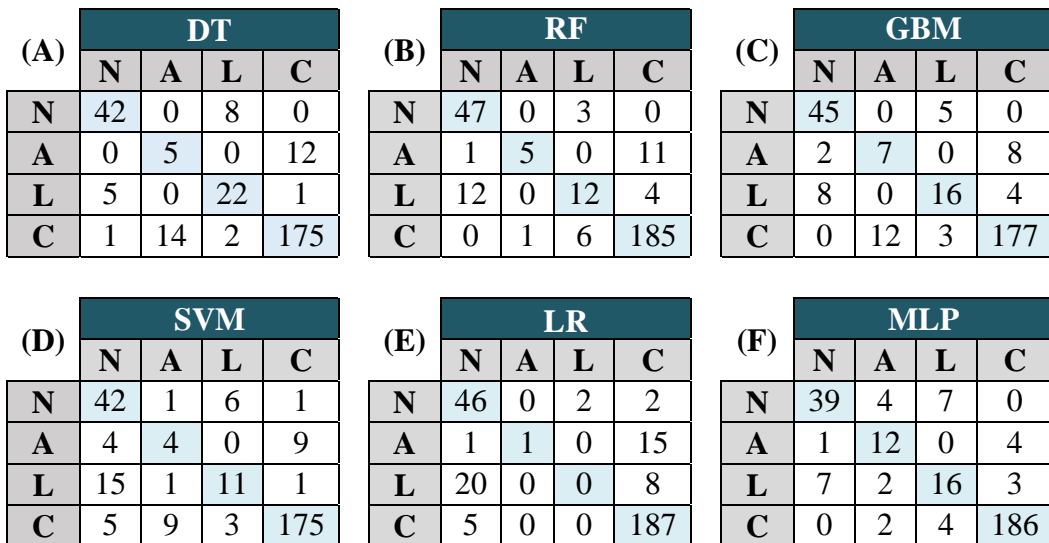 (A) DT (B) RF (C) GBM
N A L C N A L C N A L C
N 42 0 8 0 N 47 0 3 0 N 45 0 5 0
A 0 5 0 12 A 1 5 0 11 A 2 7 0 8
L 5 0 22 1 L 12 0 12 4 L 8 0 16 4
C 1 14 2 175 C 0 1 6 185 C 0 12 3 177
(D) SVM (E) LR (F) MLP
N A L C N A L C N A L C
N 42 1 6 1 N 46 0 2 2 N 39 4 7 0
A 4 4 0 9 A 1 1 0 15 A 1 12 0 4
L 15 1 11 1 L 20 0 0 8 L 7 2 16 3
C 5 9 3 175 C 5 0 0 187 C 0 2 4 186